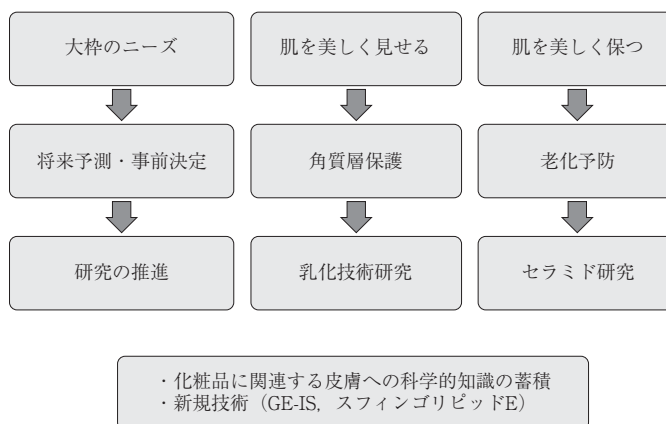 大枠のニーズ
肌を美しく見せる
肌を美しく保つ
将来予測・事前決定
角質層保護
老化予防
研究の推進
乳化技術研究
セラミド研究
・化粧品に関連する皮膚への科学的知識の蓄積
・新規技術（GE-IS，スフィンゴリピッドE）